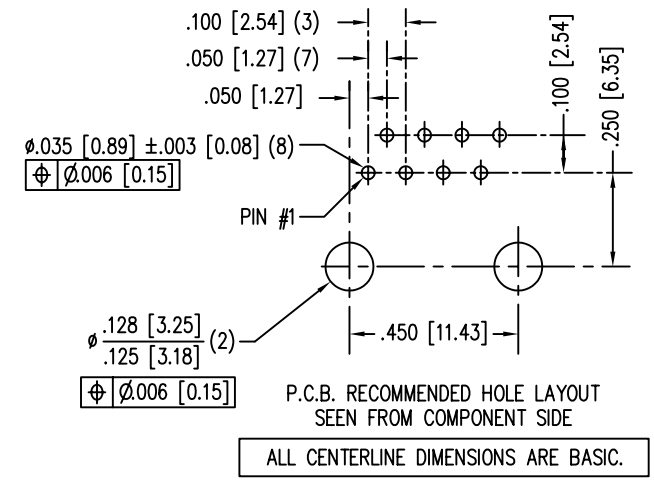 .100 [2.54] (3)
.050 [1.27] (7)
.050 [1.27]
.100 [2.54]
.250 [6.35]
ø.035 [0.89] ±.003 [0.08] (8)
⌖ Ø.006 [0.15]
PIN #1
ø .128 [3.25]
.125 [3.18] (2)
⌖ Ø.006 [0.15]
.450 [11.43]
P.C.B. RECOMMENDED HOLE LAYOUT
SEEN FROM COMPONENT SIDE
ALL CENTERLINE DIMENSIONS ARE BASIC.